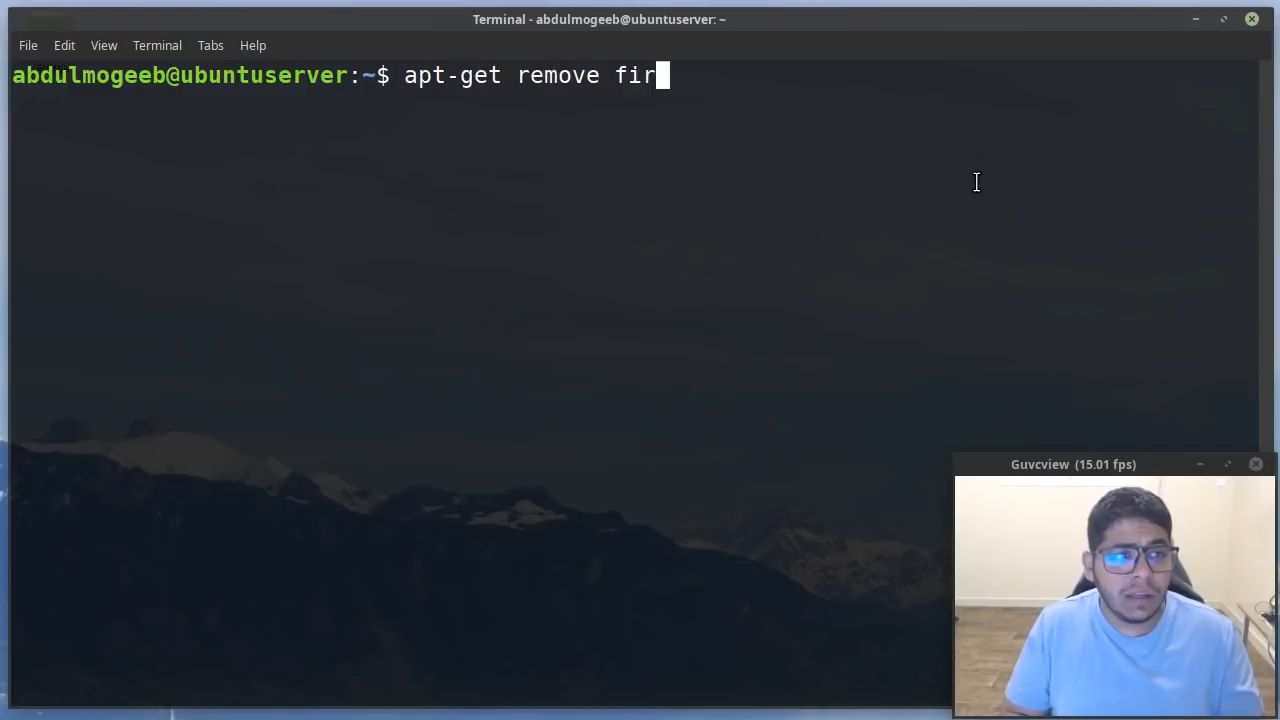 Terminal - abdulmogeeb@ubuntuserver: ~
File Edit View Terminal Tabs Help
abdulmogeeb@ubuntuserver:~$ apt-get remove fir
Guvcview (15.01 fps)